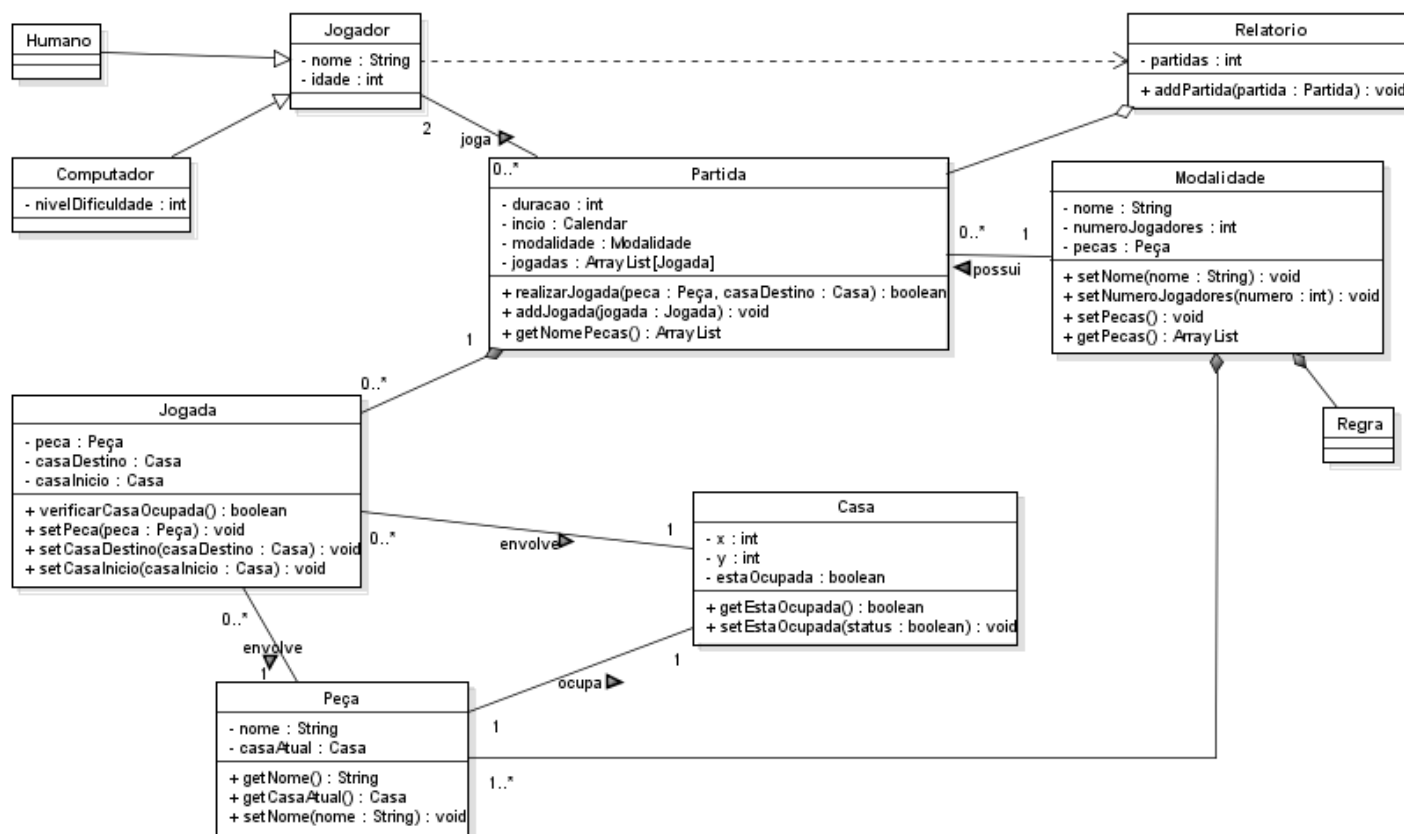 Humano
Jogador
- nome : String
- idade : int
Relatorio
- partidas : int
+ addPartida(partida : Partida) : void
2
joga
0..*
Computador
- nivelDificuldade : int
Partida
- duracao : int
- incio : Calendar
- modalidade : Modalidade
- jogadas : ArrayList[Jogada]
+ realizarJogada(peca : Peça, casaDestino : Casa) : boolean
+ addJogada(jogada : Jogada) : void
+ getNomePecas() : ArrayList
0..*
1
possui
Modalidade
- nome : String
- numeroJogadores : int
- pecas : Peça
+ setNome(nome : String) : void
+ setNumeroJogadores(numero : int) : void
+ setPecas() : void
+ getPecas() : ArrayList
1
0..*
Regra
Jogada
- peca : Peça
- casaDestino : Casa
- casaInicio : Casa
+ verificarCasaOcupada() : boolean
+ setPeca(peca : Peça) : void
+ setCasaDestino(casaDestino : Casa) : void
+ setCasaInicio(casaInicio : Casa) : void
0..*
envolve
1
Casa
- x : int
- y : int
- estaOcupada : boolean
+ getEstaOcupada() : boolean
+ setEstaOcupada(status : boolean) : void
0..*
envolve
1
1
ocupa
1
1..*
Peça
- nome : String
- casaAtual : Casa
+ getNome() : String
+ getCasaAtual() : Casa
+ setNome(nome : String) : void